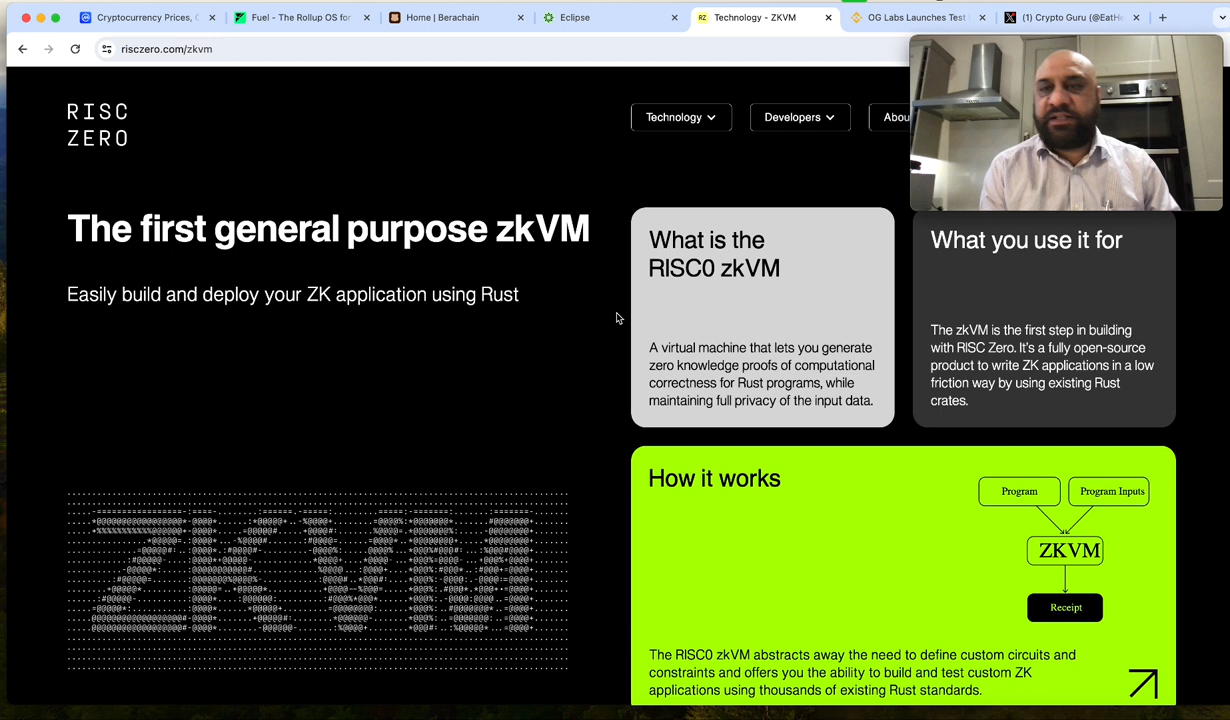 Cryptocurrency Prices, C
Fuel - The Rollup OS for
Home | Berachain
Eclipse
RZ
Technology - ZKVM
OG Labs Launches Test
(1) Crypto Guru (@EatHe
risczero.com/zkvm
RISC
ZERO
Technology
Developers
Abou
The first general purpose zkVM
Easily build and deploy your ZK application using Rust
What is the
RISC0 zkVM
A virtual machine that lets you generate
zero knowledge proofs of computational
correctness for Rust programs, while
maintaining full privacy of the input data.
What you use it for
The zkVM is the first step in building
with RISC Zero. It's a fully open-source
product to write ZK applications in a low
friction way by using existing Rust
crates.
How it works
Program
Program Inputs
ZKVM
Receipt
The RISC0 zkVM abstracts away the need to define custom circuits and
constraints and offers you the ability to build and test custom ZK
applications using thousands of existing Rust standards.
ZKVM